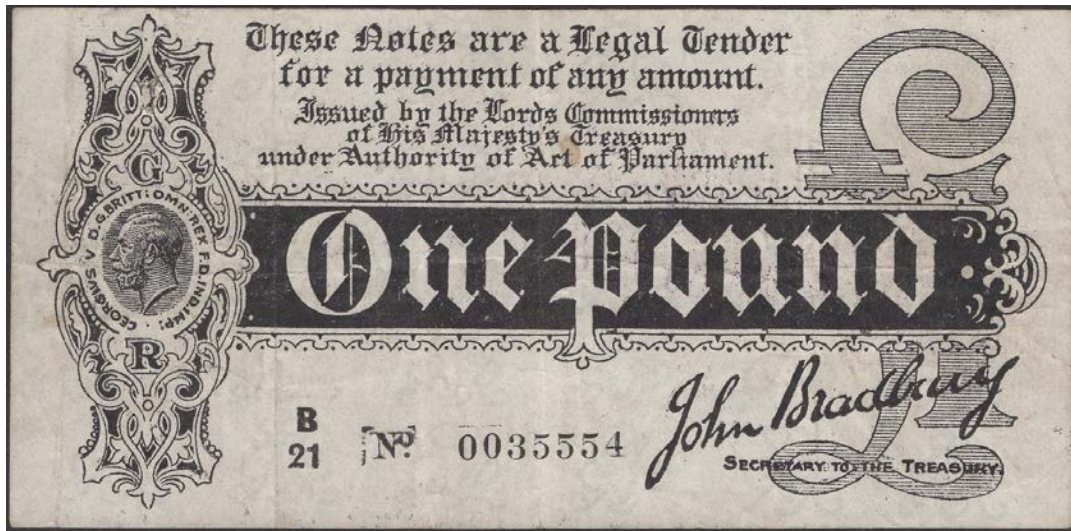 These Notes are a Legal Tender
for a payment of any amount.
Issued by the Lords Commissioners
of His Majesty's Treasury
under Authority of Act of Parliament.
£
G
GEORGIVS V D.G.BRITT:OMN:REX F.D.IND:IMP:
R
One Pound
£1
B
21
Nº. 0035554
John Bradbury
SECRETARY TO THE TREASURY.